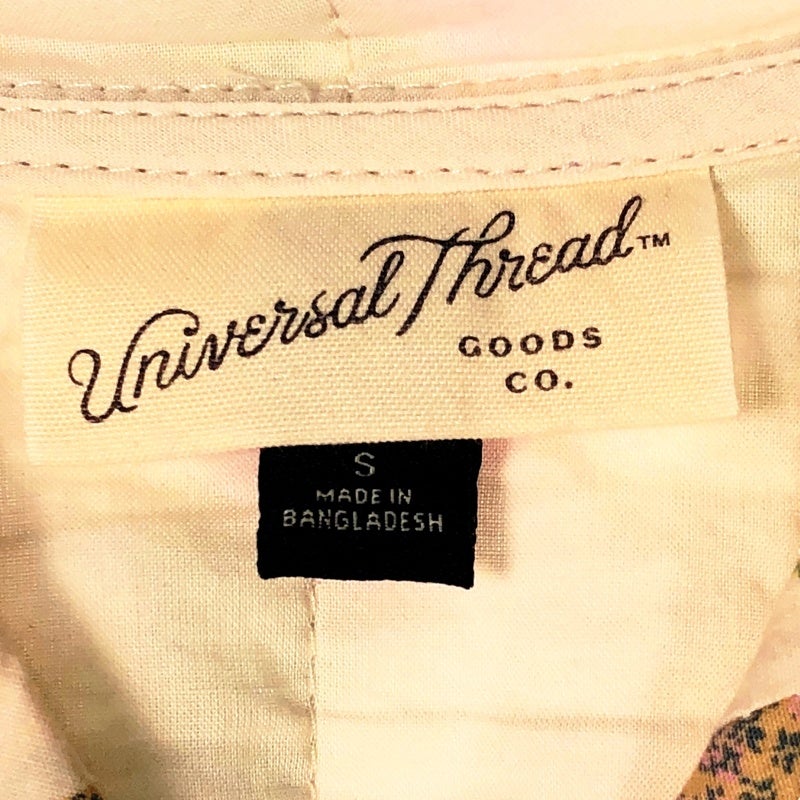 Universal Thread™
GOODS
CO.
S
MADE IN
BANGLADESH